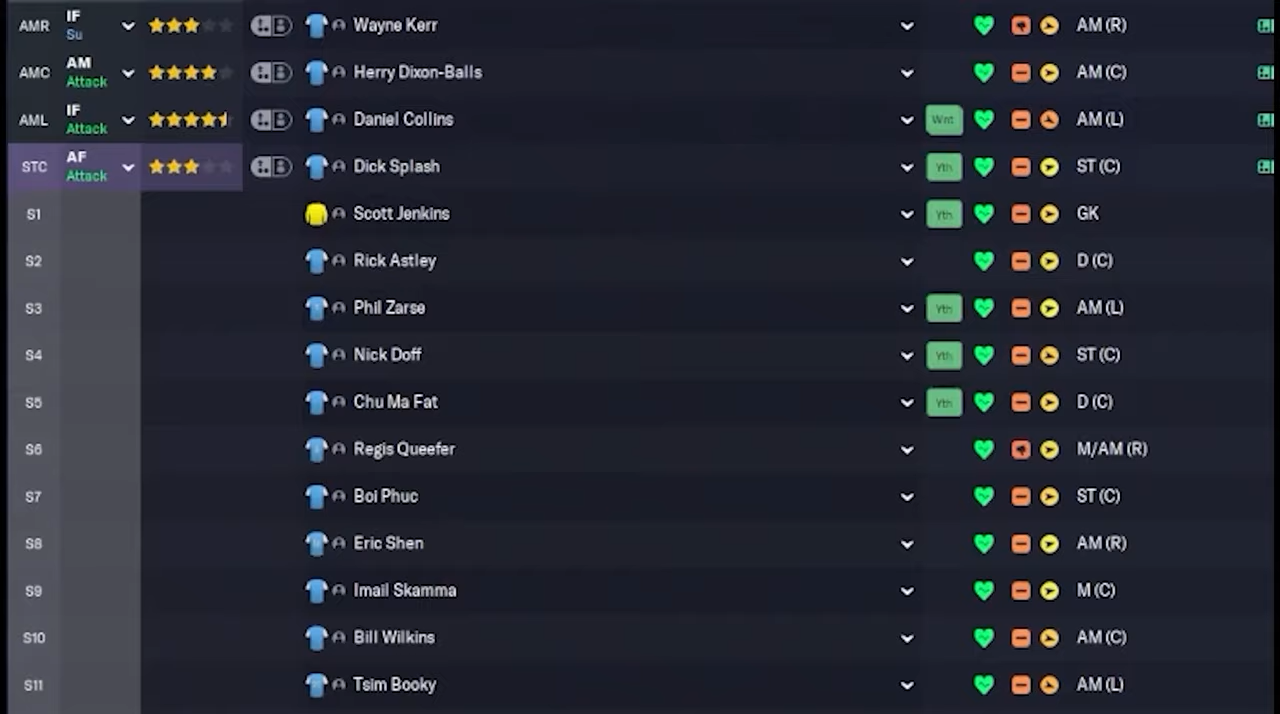 AMR IF Su Wayne Kerr AM (R)
AMC AM Attack Herry Dixon-Balls AM (C)
AML IF Attack Daniel Collins Wnt AM (L)
STC AF Attack Dick Splash Yth ST (C)
S1 Scott Jenkins Yth GK
S2 Rick Astley D (C)
S3 Phil Zarse Yth AM (L)
S4 Nick Doff Yth ST (C)
S5 Chu Ma Fat Yth D (C)
S6 Regis Queefer M/AM (R)
S7 Boi Phuc ST (C)
S8 Eric Shen AM (R)
S9 Imail Skamma M (C)
S10 Bill Wilkins AM (C)
S11 Tsim Booky AM (L)